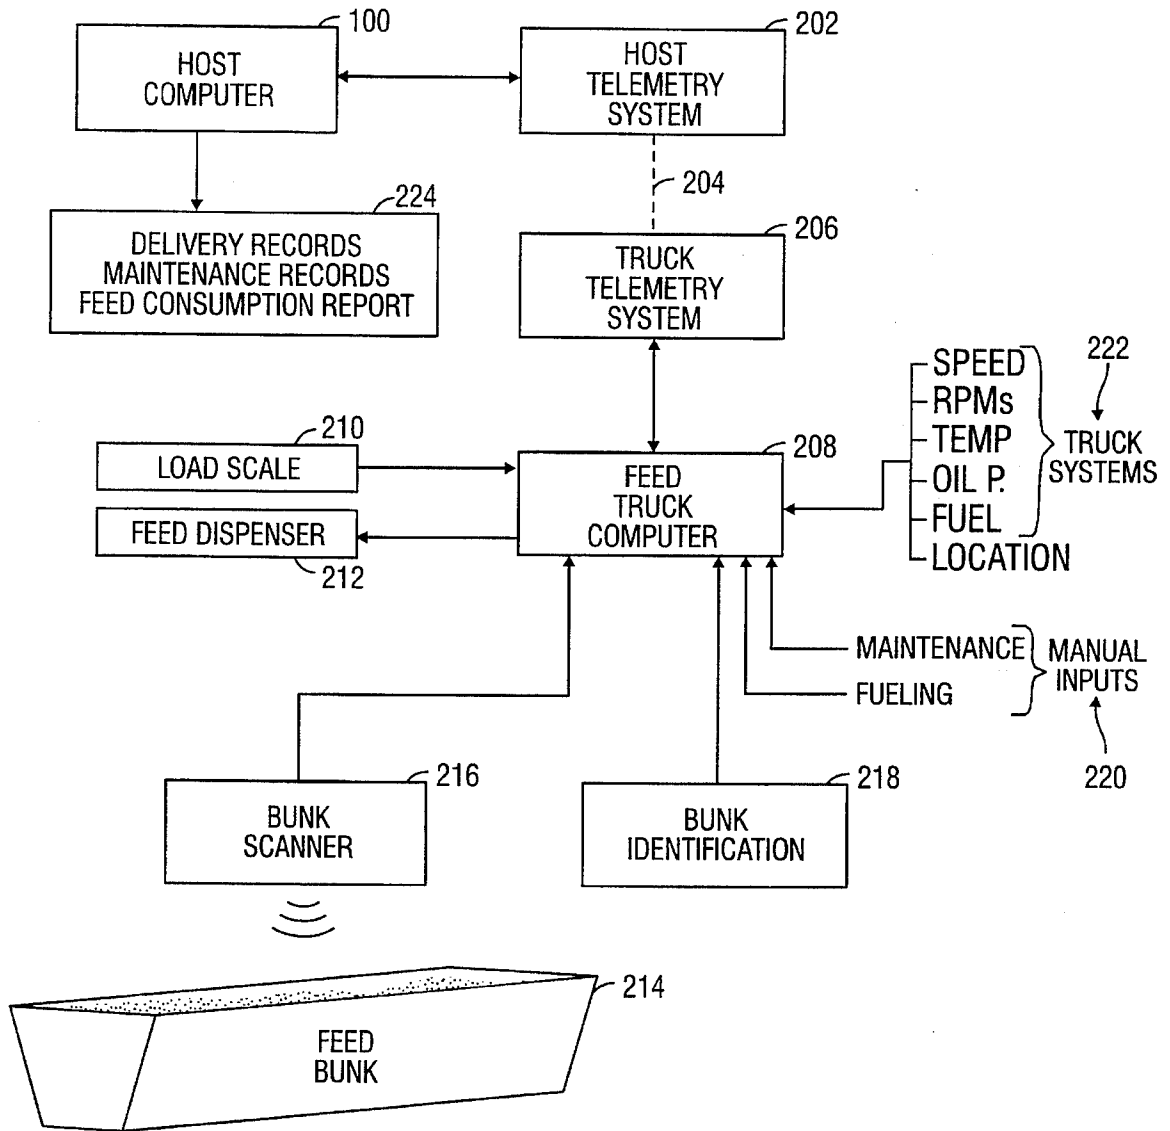 100
HOST
COMPUTER
202
HOST
TELEMETRY
SYSTEM
204
224
DELIVERY RECORDS
MAINTENANCE RECORDS
FEED CONSUMPTION REPORT
206
TRUCK
TELEMETRY
SYSTEM
210
LOAD SCALE
FEED DISPENSER
212
208
FEED
TRUCK
COMPUTER
SPEED
RPMs
TEMP
OIL P.
FUEL
LOCATION
222
TRUCK
SYSTEMS
MAINTENANCE
FUELING
MANUAL
INPUTS
220
216
BUNK
SCANNER
218
BUNK
IDENTIFICATION
214
FEED
BUNK